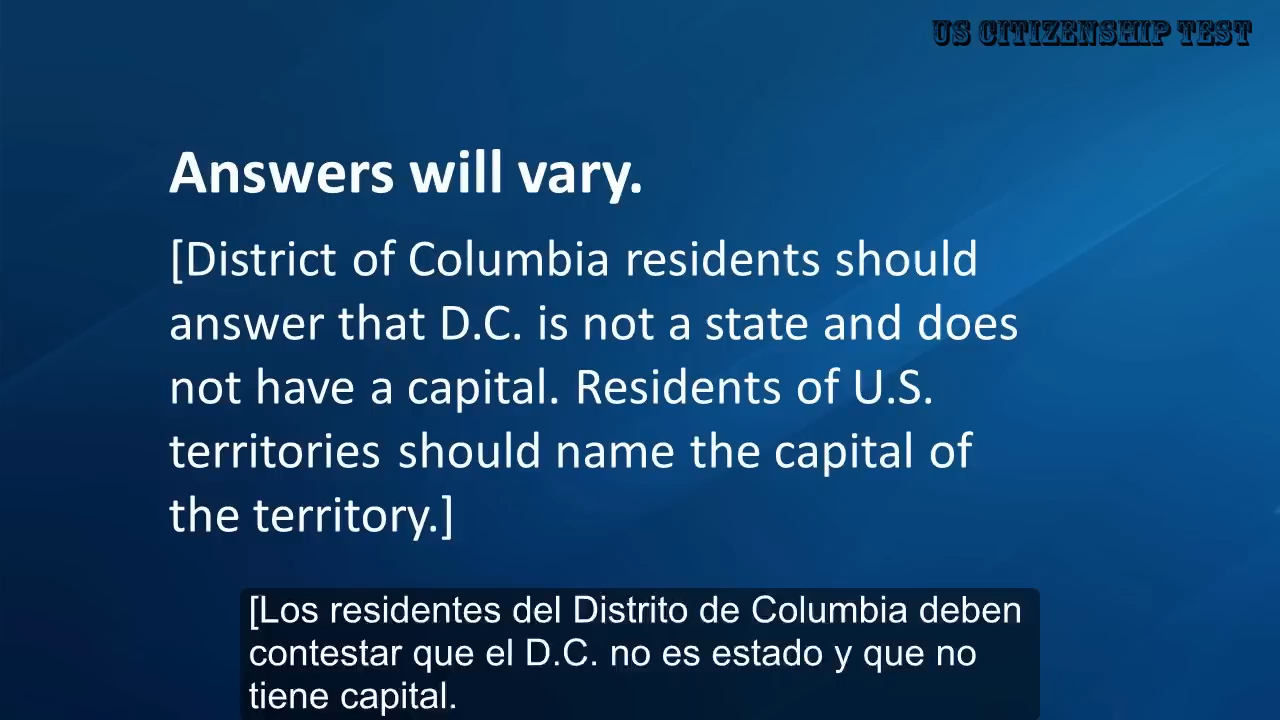 US CITIZENSHIP TEST
Answers will vary.
[District of Columbia residents should
answer that D.C. is not a state and does
not have a capital. Residents of U.S.
territories should name the capital of
the territory.]
[Los residentes del Distrito de Columbia deben
contestar que el D.C. no es estado y que no
tiene capital.